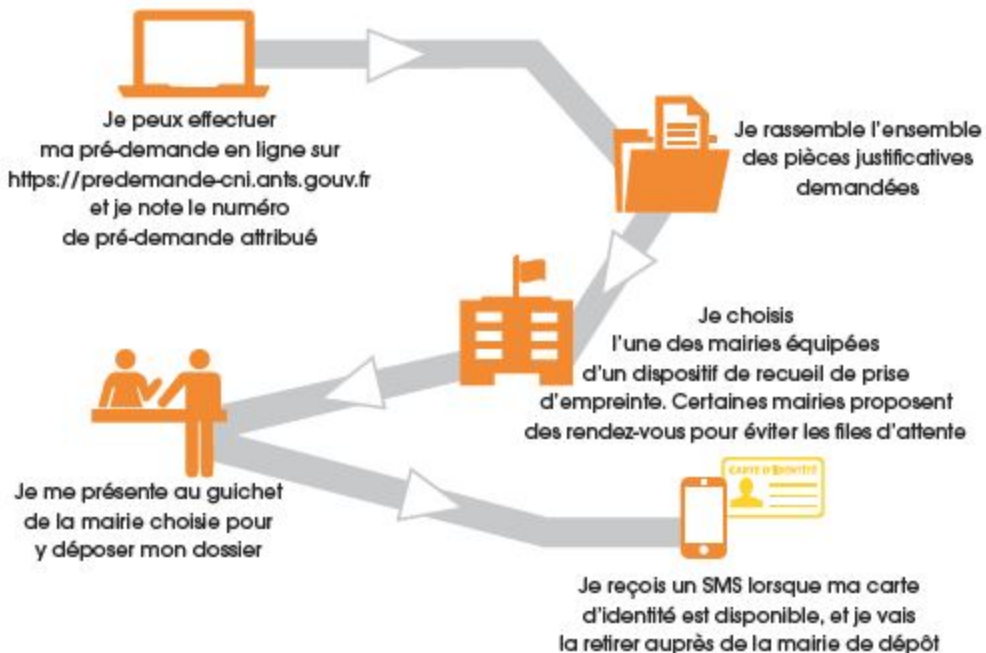 Je peux effectuer
ma pré-demande en ligne sur
https://predemande-cni.ants.gouv.fr
et je note le numéro
de pré-demande attribué
Je rassemble l'ensemble
des pièces justificatives
demandées
Je choisis
l'une des mairies équipées
d'un dispositif de recueil de prise
d'empreinte. Certaines mairies proposent
des rendez-vous pour éviter les files d'attente
Je me présente au guichet
de la mairie choisie pour
y déposer mon dossier
CARTE D'IDENTITÉ
Je reçois un SMS lorsque ma carte
d'identité est disponible, et je vais
la retirer auprès de la mairie de dépôt